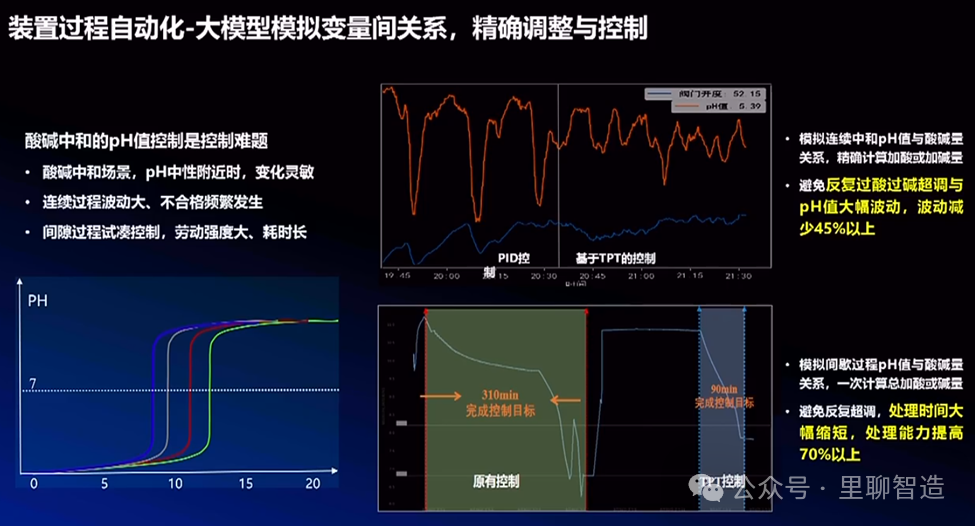 装置过程自动化-大模型模拟变量间关系，精确调整与控制
酸碱中和的pH值控制是控制难题
• 酸碱中和场景，pH中性附近时，变化灵敏
• 连续过程波动大、不合格频繁发生
• 间隙过程试凑控制，劳动强度大、耗时长
PH
7
0 5 10 15 20
阀门开度：52.15
pH值：5.39
PID控
制
基于TPT的控制
19:45 20:00 20:15 20:30 20:45 21:00 21:15 21:30
• 模拟连续中和pH值与酸碱量
关系，精确计算加酸或加碱量
• 避免反复过酸过碱超调与
pH值大幅波动，波动减
少45%以上
310min
完成控制目标
原有控制
90min
完成控制目标
TPT控制
• 模拟间歇过程pH值与酸碱量
关系，一次计算总加酸或碱量
• 避免反复超调，处理时间大
幅缩短，处理能力提高
70%以上
公众号 · 里聊智造